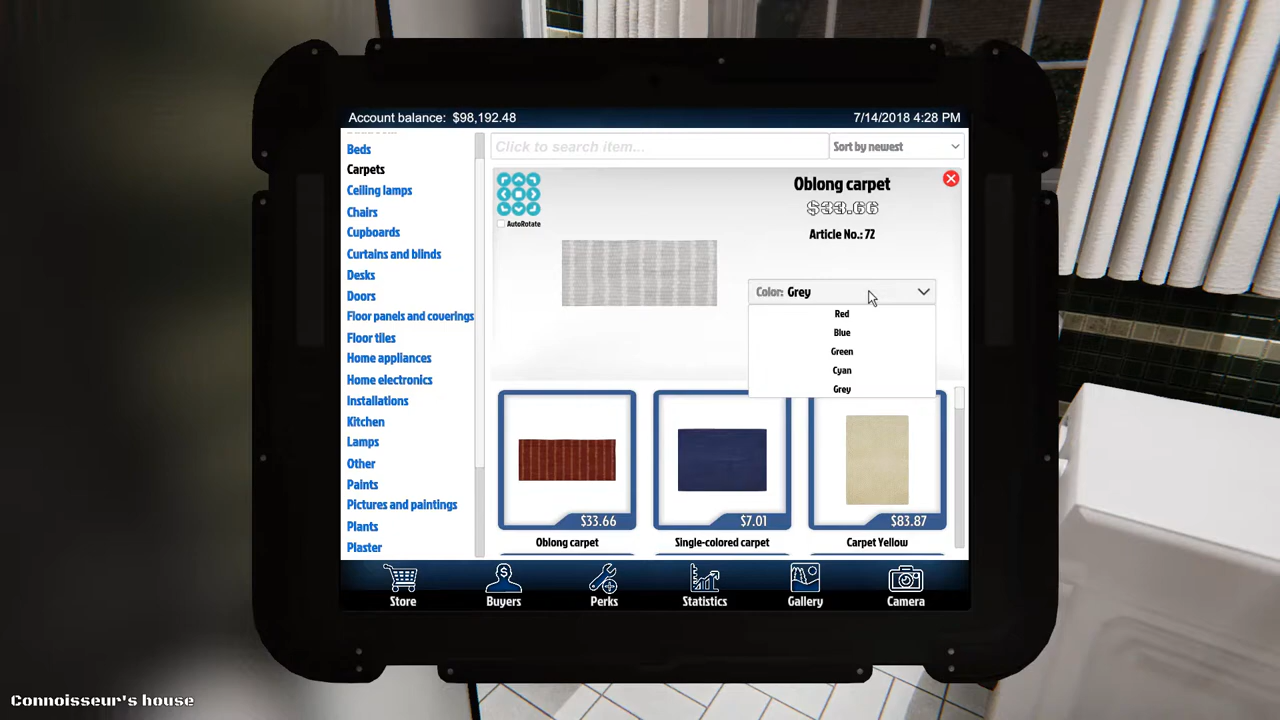 Account balance: $98,192.48
7/14/2018 4:28 PM
Beds
Carpets
Ceiling lamps
Chairs
Cupboards
Curtains and blinds
Desks
Doors
Floor panels and coverings
Floor tiles
Home appliances
Home electronics
Installations
Kitchen
Lamps
Other
Paints
Pictures and paintings
Plants
Plaster
Click to search item...
Sort by newest
AutoRotate
Oblong carpet
$33.66
Article No.: 72
Color: Grey
Red
Blue
Green
Cyan
Grey
$33.66
$7.01
$83.87
Oblong carpet
Single-colored carpet
Carpet Yellow
Store
Buyers
Perks
Statistics
Gallery
Camera
Connoisseur's house